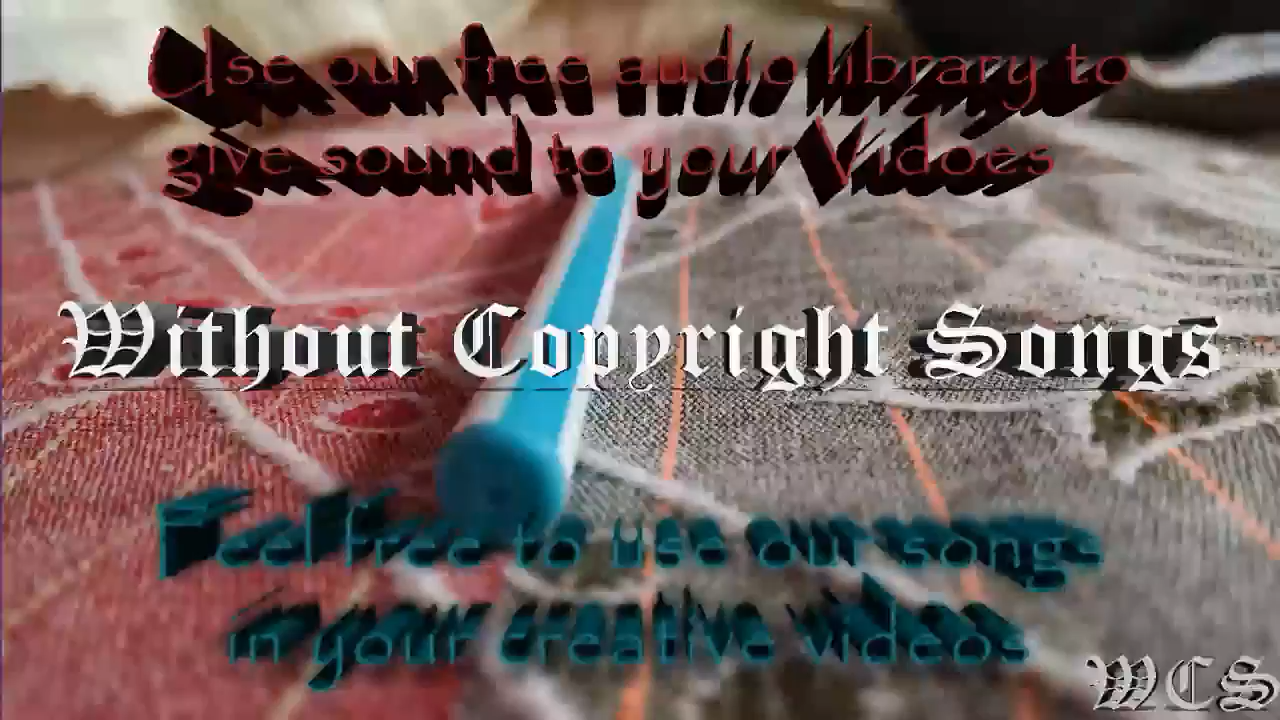 Use our free audio library to
give sound to your Vidoes
Without Copyright Songs
Feel free to use our songs
in your creative videos
WCS